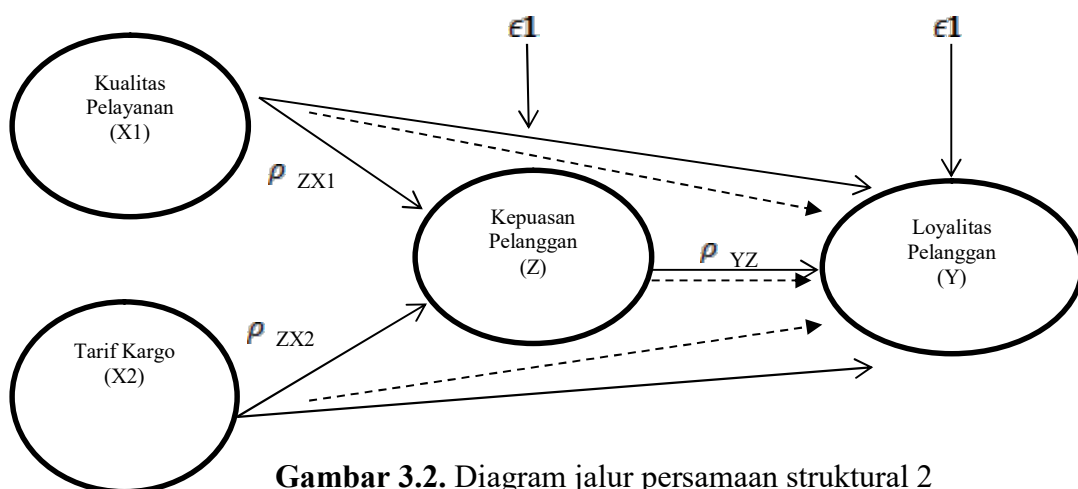 ϵ1
ϵ1
Kualitas
Pelayanan
(X1)
ρ ZX1
Kepuasan
Pelanggan
(Z)
ρ YZ
Loyalitas
Pelanggan
(Y)
ρ ZX2
Tarif Kargo
(X2)
Gambar 3.2. Diagram jalur persamaan struktural 2